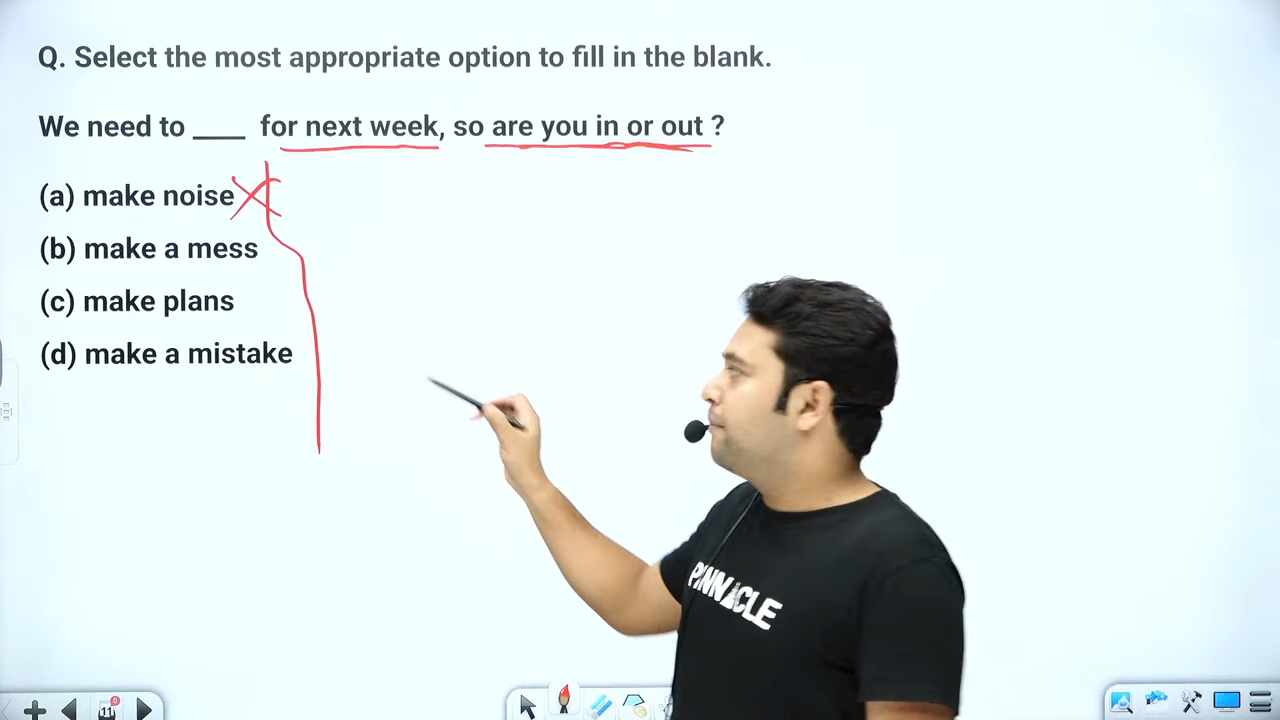 Q. Select the most appropriate option to fill in the blank.
We need to ____ for next week, so are you in or out ?
(a) make noise
(b) make a mess
(c) make plans
(d) make a mistake
PINNACLE
11